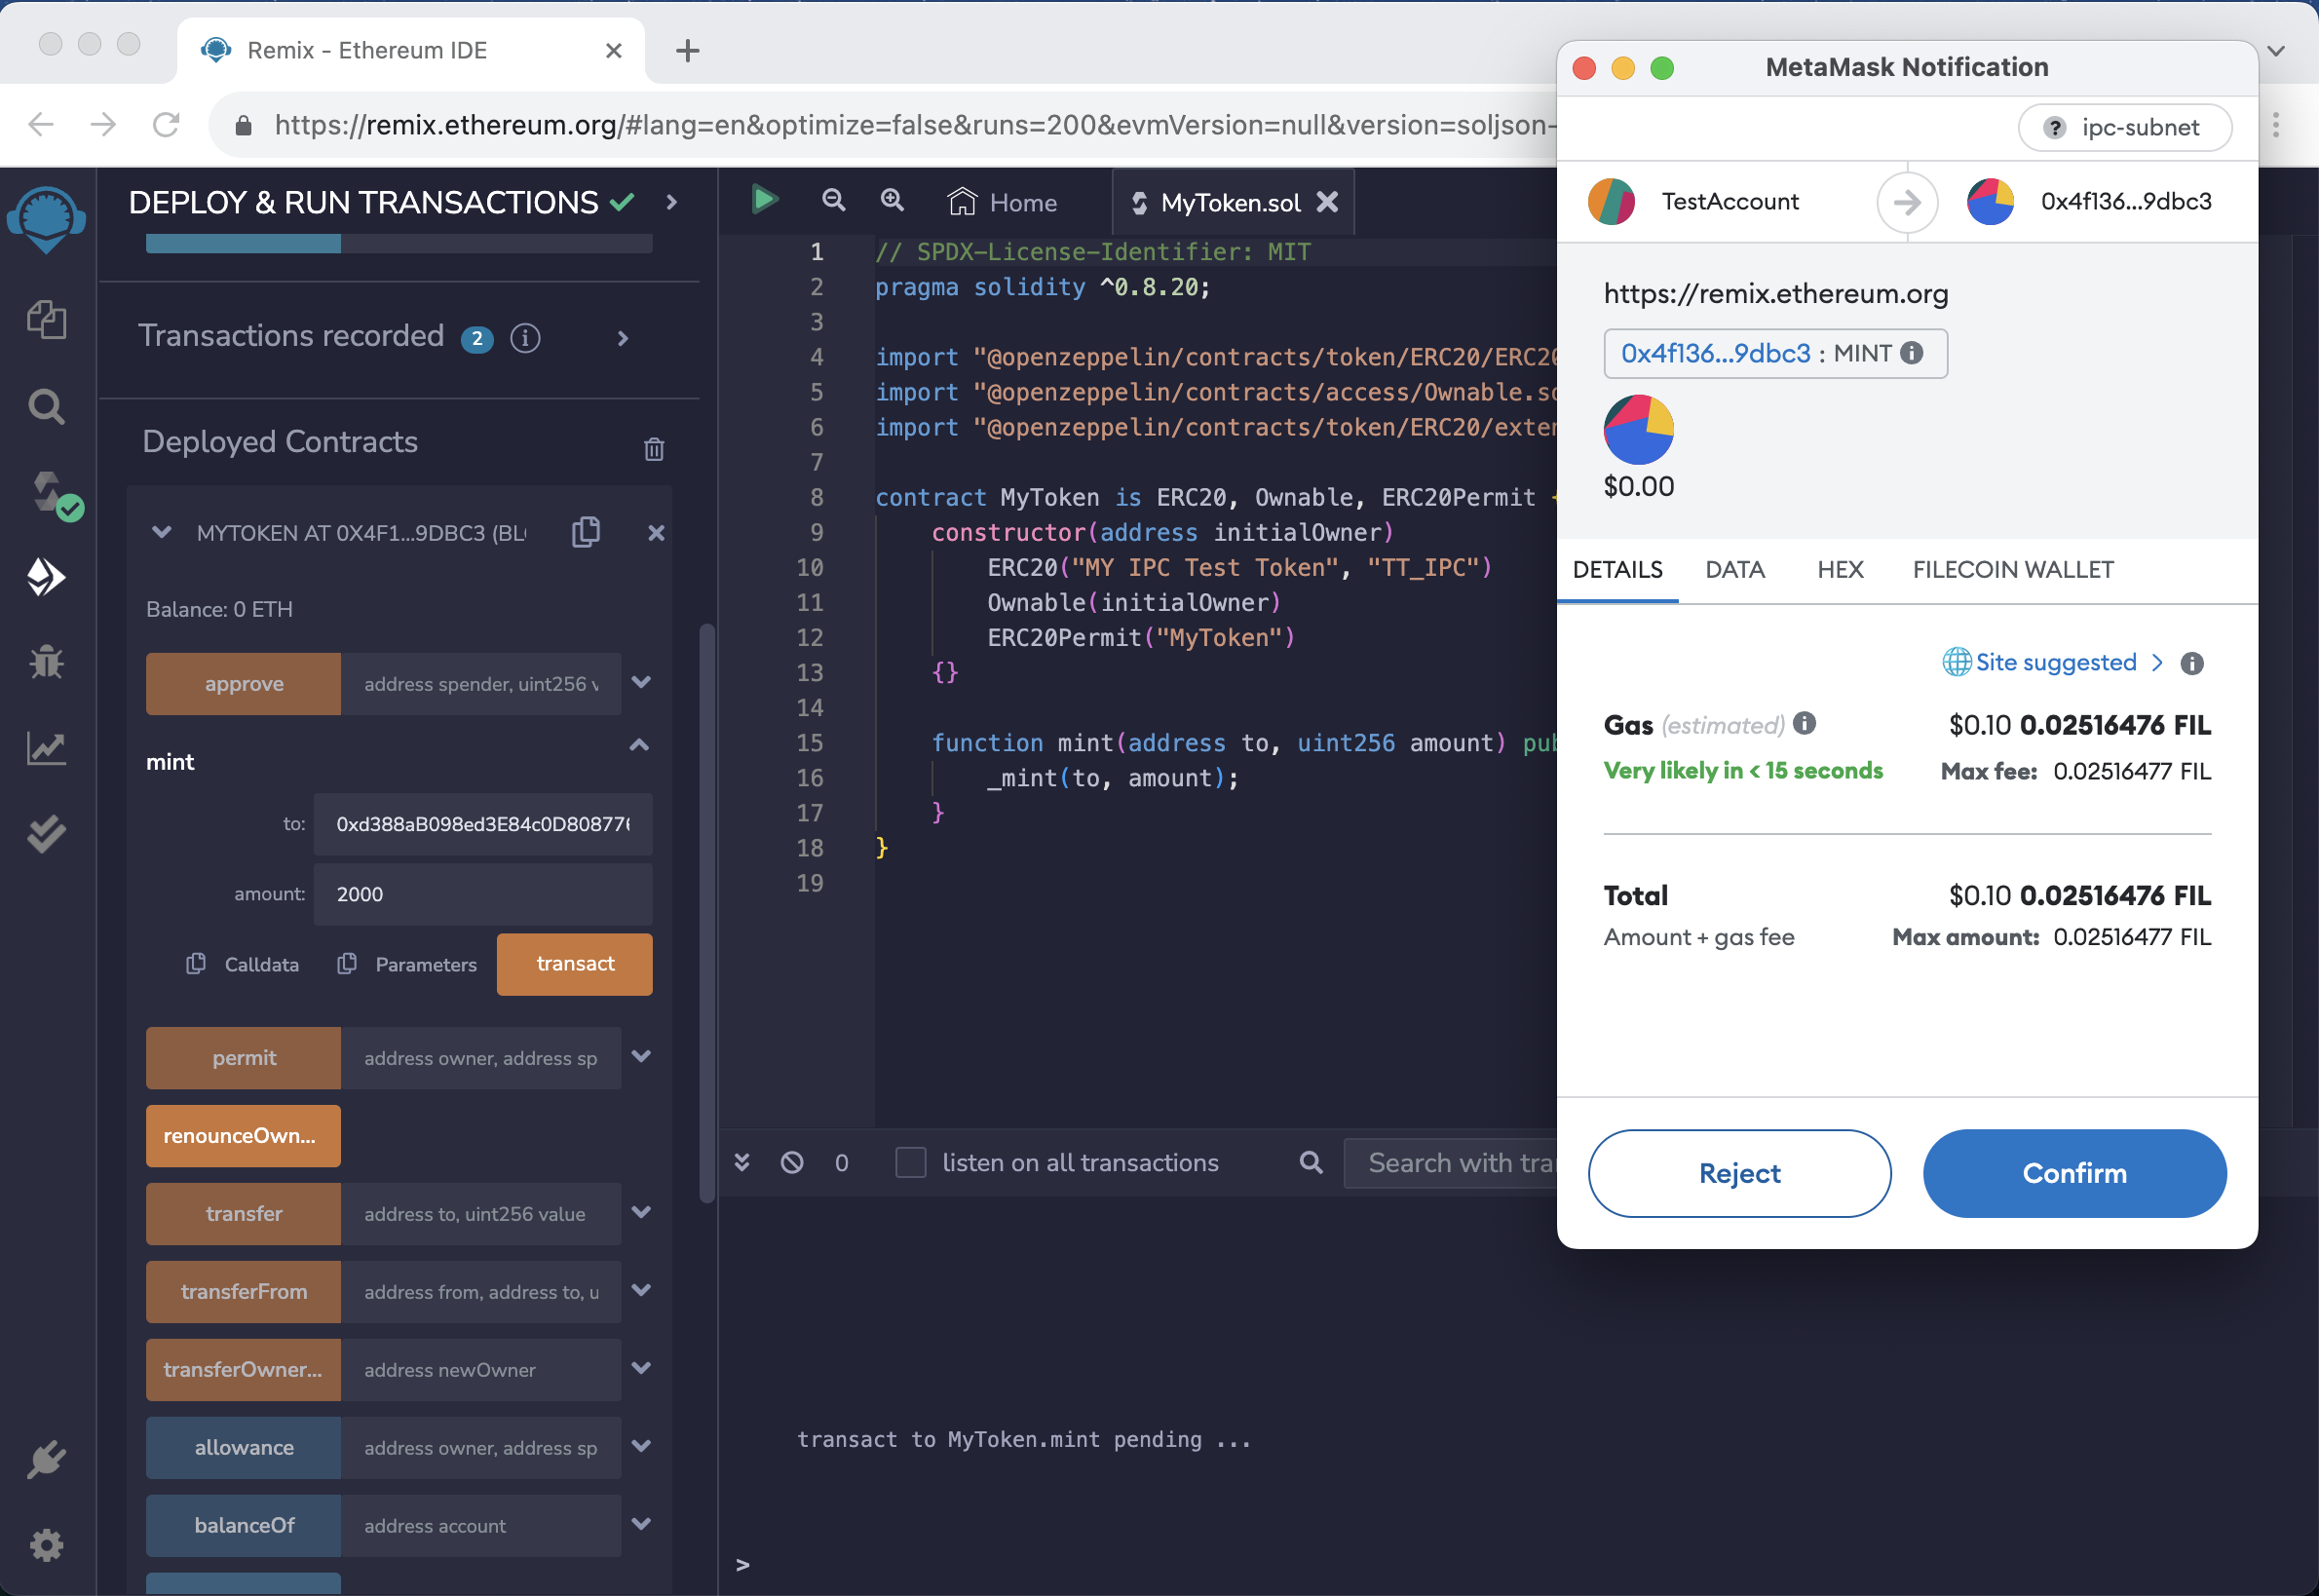 Remix - Ethereum IDE
https://remix.ethereum.org/#lang=en&optimize=false&runs=200&evmVersion=null&version=soljson-
DEPLOY & RUN TRANSACTIONS
Transactions recorded 2 i
Deployed Contracts
MYTOKEN AT 0X4F1...9DBC3 (BL
Balance: 0 ETH
approve address spender, uint256 v
mint
to: 0xd388aB098ed3E84c0D80877
amount: 2000
Calldata Parameters transact
permit address owner, address sp
renounceOwn...
transfer address to, uint256 value
transferFrom address from, address to, u
transferOwner... address newOwner
allowance address owner, address sp
balanceOf address account
Home MyToken.sol
1 // SPDX-License-Identifier: MIT
2 pragma solidity ^0.8.20;
3
4 import "@openzeppelin/contracts/token/ERC20/ERC20
5 import "@openzeppelin/contracts/access/Ownable.so
6 import "@openzeppelin/contracts/token/ERC20/exten
7
8 contract MyToken is ERC20, Ownable, ERC20Permit {
9 constructor(address initialOwner)
10 ERC20("MY IPC Test Token", "TT_IPC")
11 Ownable(initialOwner)
12 ERC20Permit("MyToken")
13 {}
14
15 function mint(address to, uint256 amount) pub
16 _mint(to, amount);
17 }
18 }
19
0 listen on all transactions Search with tra
transact to MyToken.mint pending ...
>
MetaMask Notification
? ipc-subnet
TestAccount 0x4f136...9dbc3
https://remix.ethereum.org
0x4f136...9dbc3 : MINT i
$0.00
DETAILS DATA HEX FILECOIN WALLET
Site suggested > i
Gas (estimated) i $0.10 0.02516476 FIL
Very likely in < 15 seconds Max fee: 0.02516477 FIL
Total $0.10 0.02516476 FIL
Amount + gas fee Max amount: 0.02516477 FIL
Reject Confirm